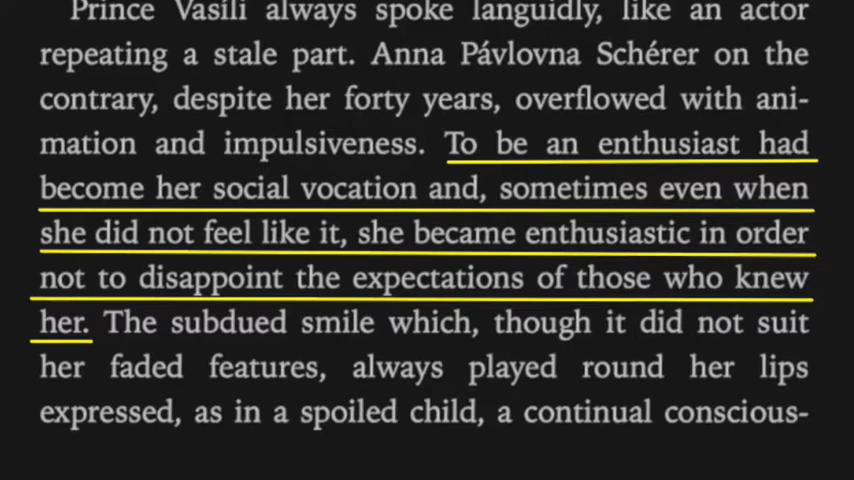 Prince Vasíli always spoke languidly, like an actor
repeating a stale part. Anna Pávlovna Schérer on the
contrary, despite her forty years, overflowed with ani-
mation and impulsiveness. To be an enthusiast had
become her social vocation and, sometimes even when
she did not feel like it, she became enthusiastic in order
not to disappoint the expectations of those who knew
her. The subdued smile which, though it did not suit
her faded features, always played round her lips
expressed, as in a spoiled child, a continual conscious-